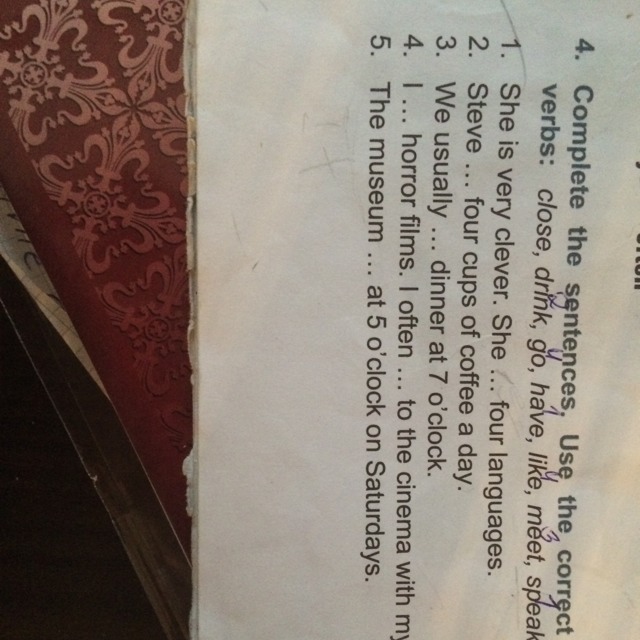 4. Complete the sentences. Use the correct
verbs: close, drink, go, have, like, meet, speak
1. She is very clever. She ... four languages.
2. Steve ... four cups of coffee a day.
3. We usually ... dinner at 7 o'clock.
4. I ... horror films. I often ... to the cinema with my
5. The museum ... at 5 o'clock on Saturdays.